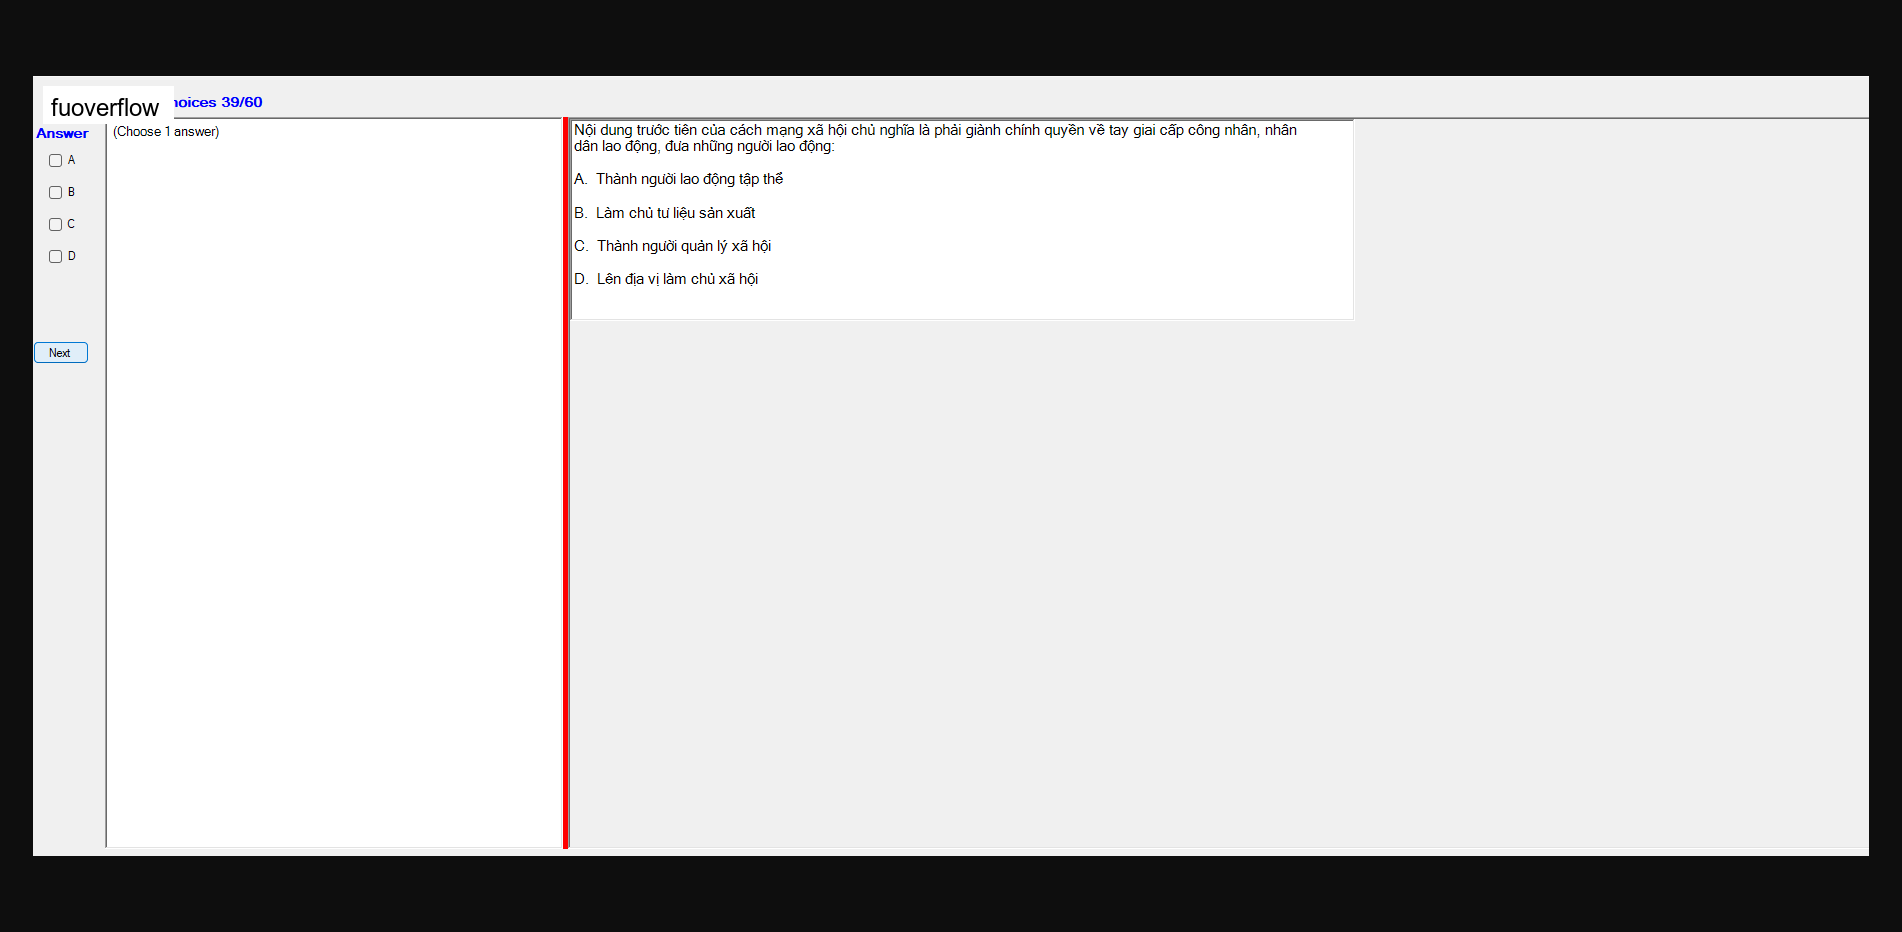 fuoverflow
hoices 39/60
Answer
(Choose 1 answer)
A
B
C
D
Next
Nội dung trước tiên của cách mạng xã hội chủ nghĩa là phải giành chính quyền về tay giai cấp công nhân, nhân
dân lao động, đưa những người lao động:
A. Thành người lao động tập thể
B. Làm chủ tư liệu sản xuất
C. Thành người quản lý xã hội
D. Lên địa vị làm chủ xã hội